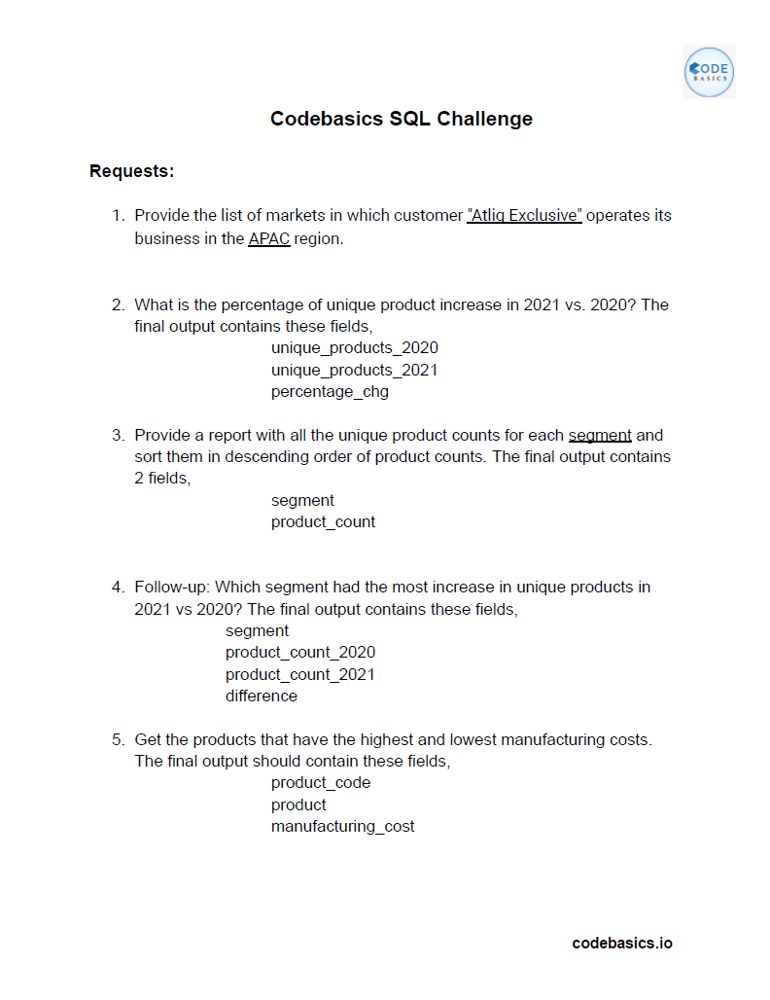 CODE
BASICS
Codebasics SQL Challenge
Requests:
1. Provide the list of markets in which customer "Atliq Exclusive" operates its
business in the APAC region.
2. What is the percentage of unique product increase in 2021 vs. 2020? The
final output contains these fields,
unique_products_2020
unique_products_2021
percentage_chg
3. Provide a report with all the unique product counts for each segment and
sort them in descending order of product counts. The final output contains
2 fields,
segment
product_count
4. Follow-up: Which segment had the most increase in unique products in
2021 vs 2020? The final output contains these fields,
segment
product_count_2020
product_count_2021
difference
5. Get the products that have the highest and lowest manufacturing costs.
The final output should contain these fields,
product_code
product
manufacturing_cost
codebasics.io